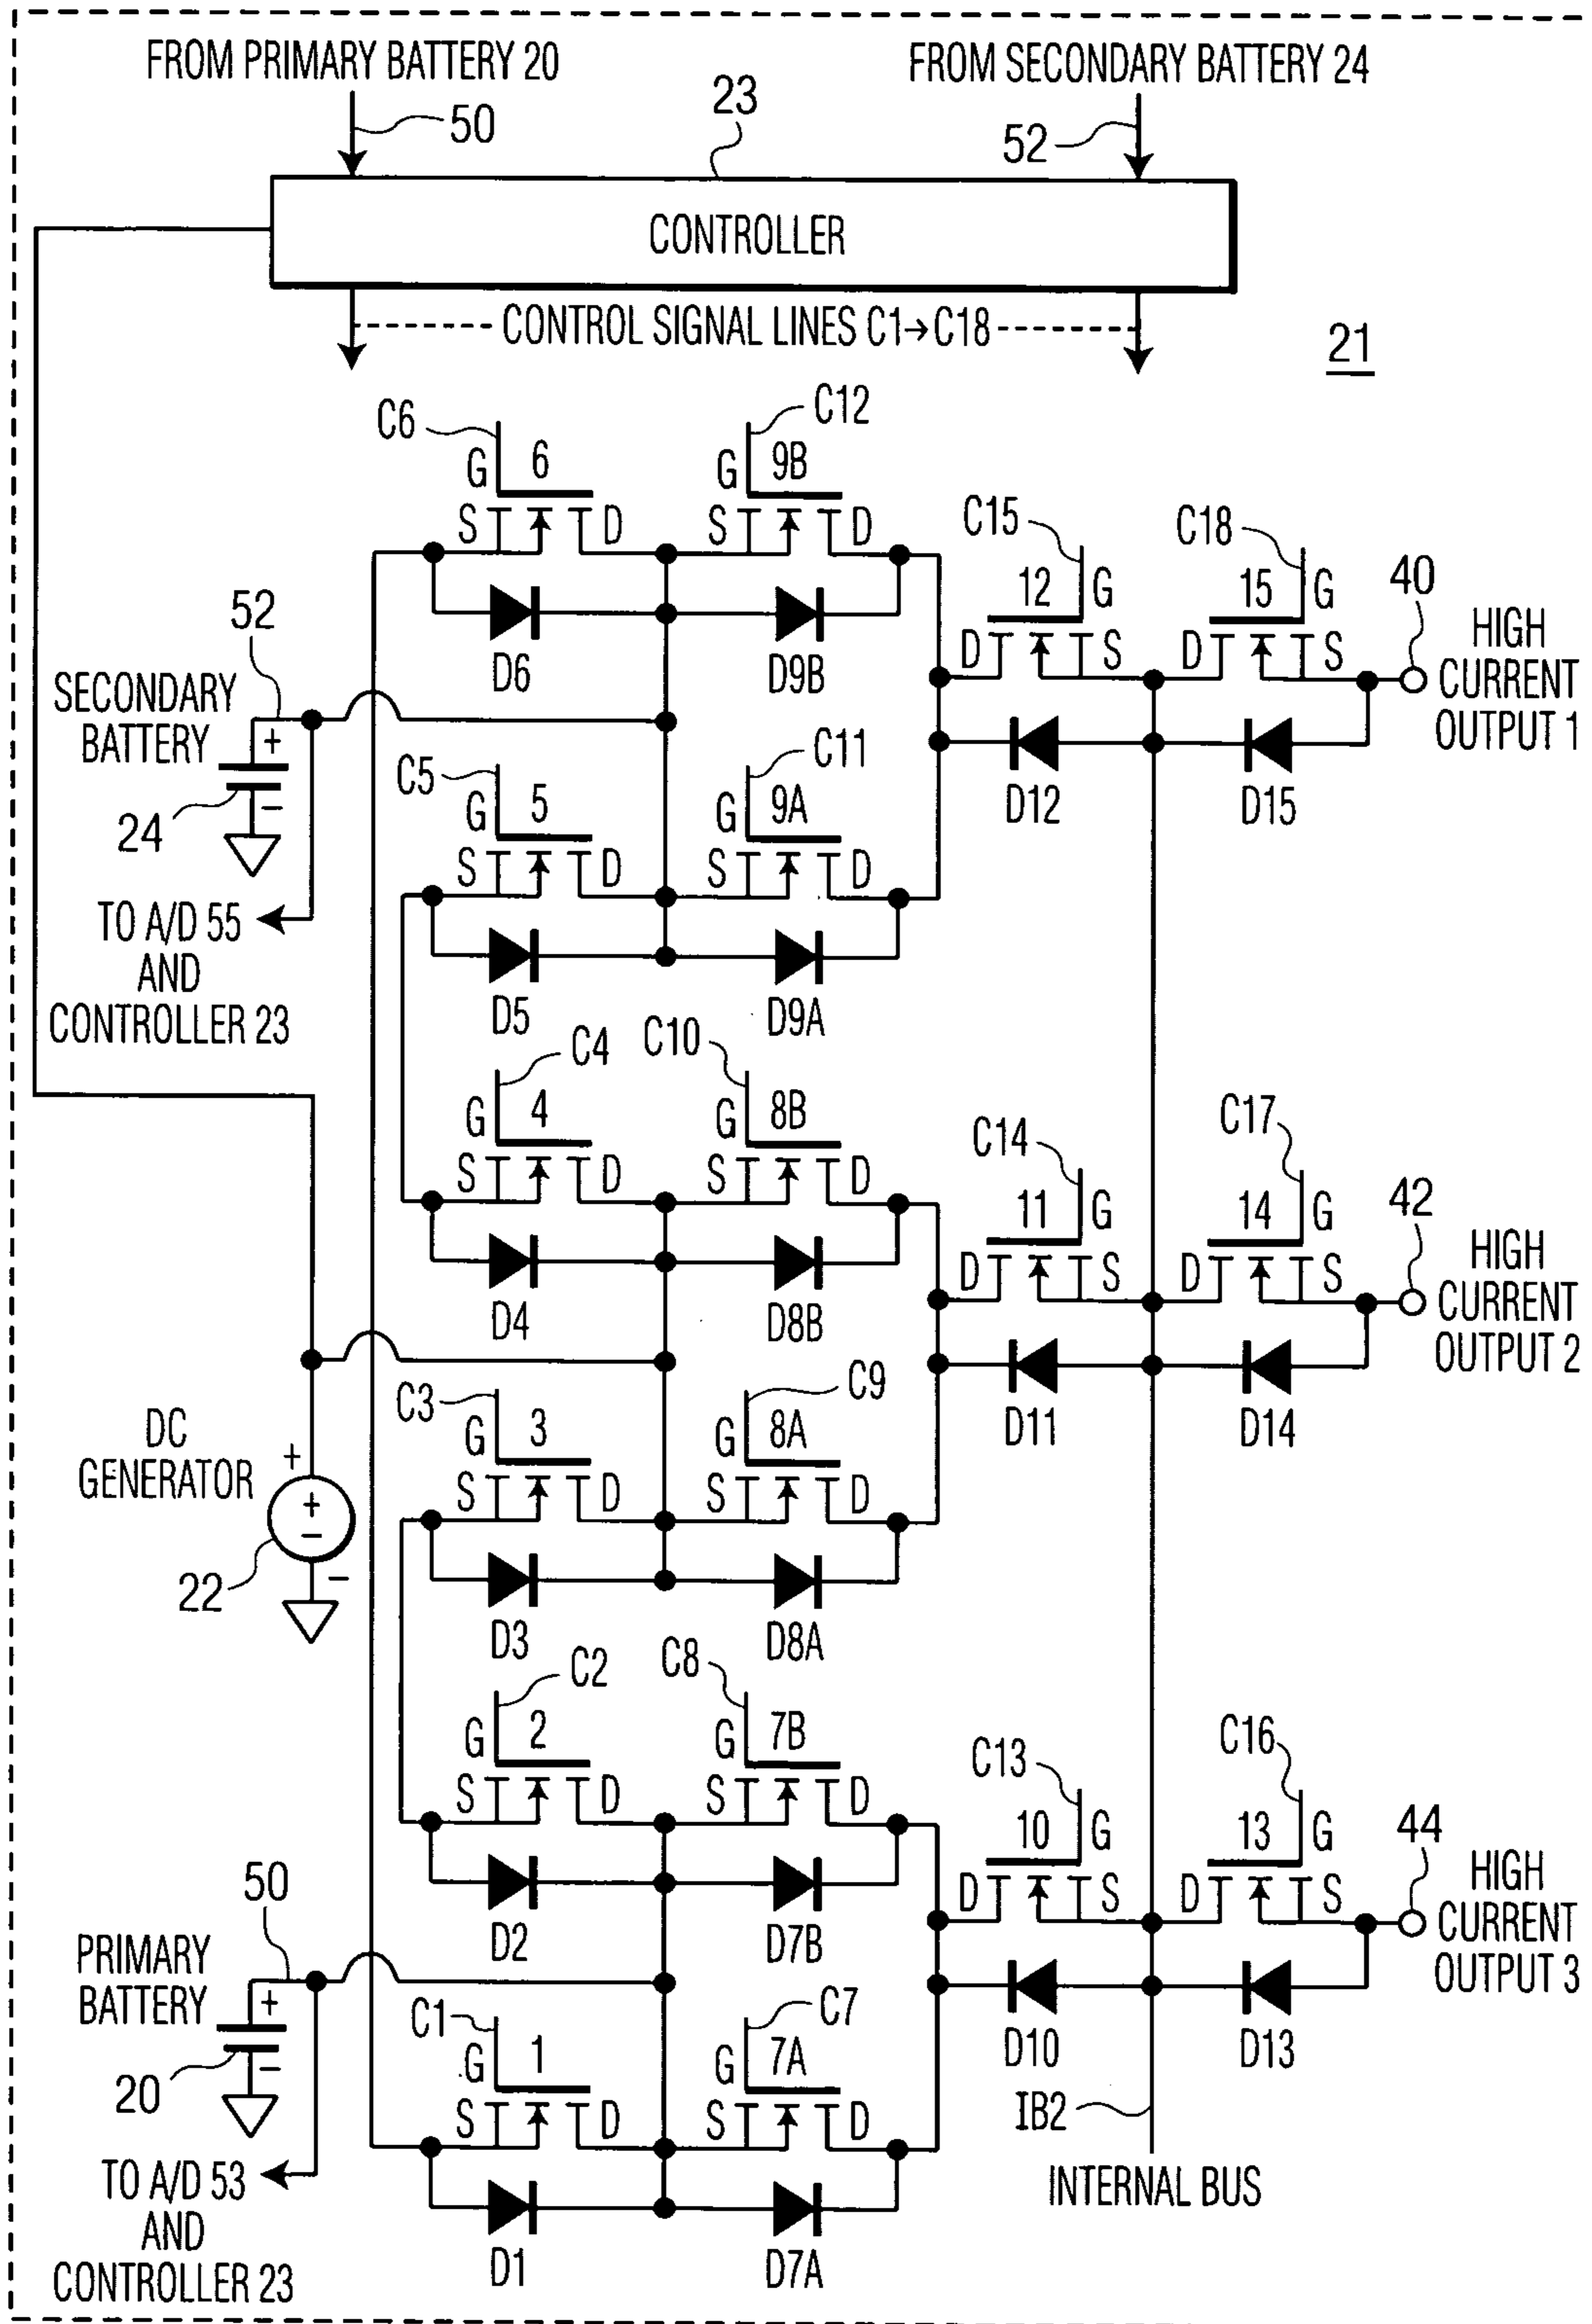 FROM PRIMARY BATTERY 20
FROM SECONDARY BATTERY 24
50
23
52
CONTROLLER
CONTROL SIGNAL LINES C1→C18
21
C6
G 6
S D
D6
C12
G 9B
S D
D9B
C15
12 G
D S
D12
C18
15 G
D S
D15
40
HIGH
CURRENT
OUTPUT 1
52
SECONDARY
BATTERY
+
−
24
TO A/D 55
AND
CONTROLLER 23
C5
G 5
S D
D5
C11
G 9A
S D
D9A
C4
G 4
S D
D4
C10
G 8B
S D
D8B
C14
11 G
D S
D11
C17
14 G
D S
D14
42
HIGH
CURRENT
OUTPUT 2
DC
GENERATOR
+
+
−
−
22
C3
G 3
S D
D3
C9
G 8A
S D
D8A
C2
G 2
S D
D2
C8
G 7B
S D
D7B
C13
10 G
D S
D10
C16
13 G
D S
D13
44
HIGH
CURRENT
OUTPUT 3
50
PRIMARY
BATTERY
+
−
20
TO A/D 53
AND
CONTROLLER 23
C1
G 1
S D
D1
C7
G 7A
S D
D7A
IB2
INTERNAL BUS